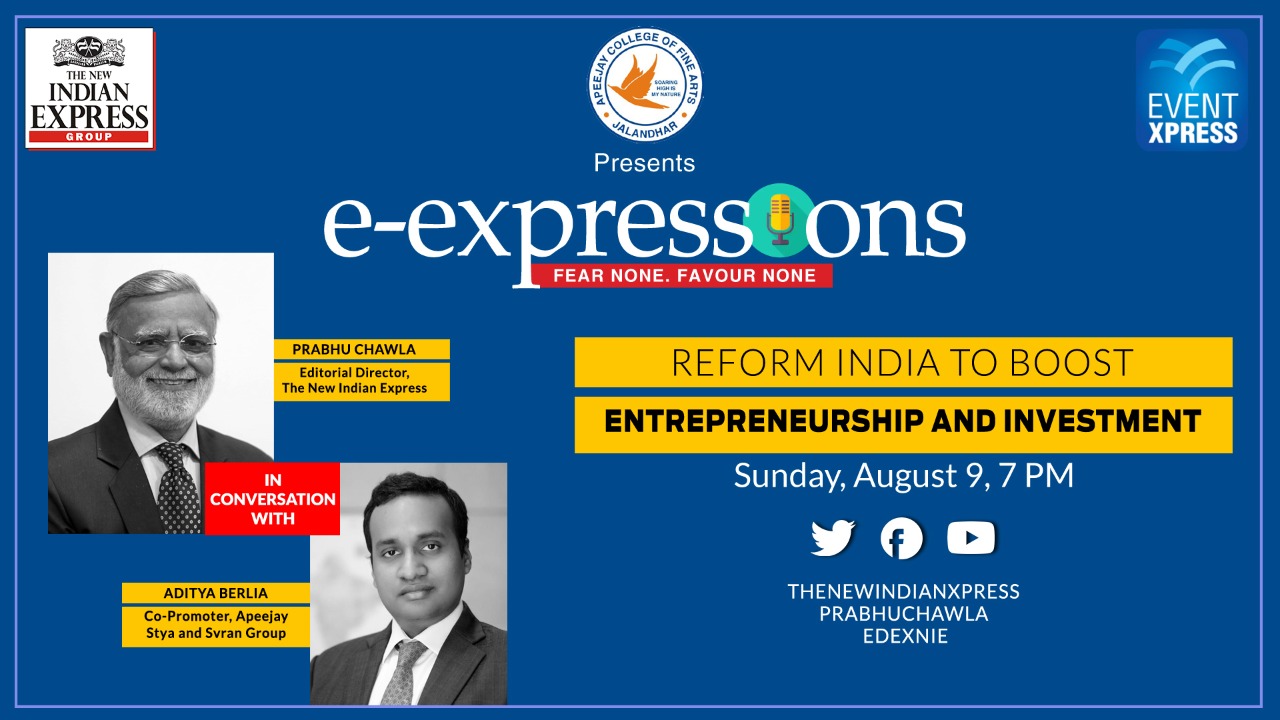 THE NEW
INDIAN
EXPRESS
GROUP
APEEJAY COLLEGE OF FINE ARTS
SOARING
HIGH IS
MY NATURE
JALANDHAR
EVENT
XPRESS
Presents
e-expressions
FEAR NONE. FAVOUR NONE
PRABHU CHAWLA
Editorial Director,
The New Indian Express
IN
CONVERSATION
WITH
ADITYA BERLIA
Co-Promoter, Apeejay
Stya and Svran Group
REFORM INDIA TO BOOST
ENTREPRENEURSHIP AND INVESTMENT
Sunday, August 9, 7 PM
THENEWINDIANXPRESS
PRABHUCHAWLA
EDEXNIE